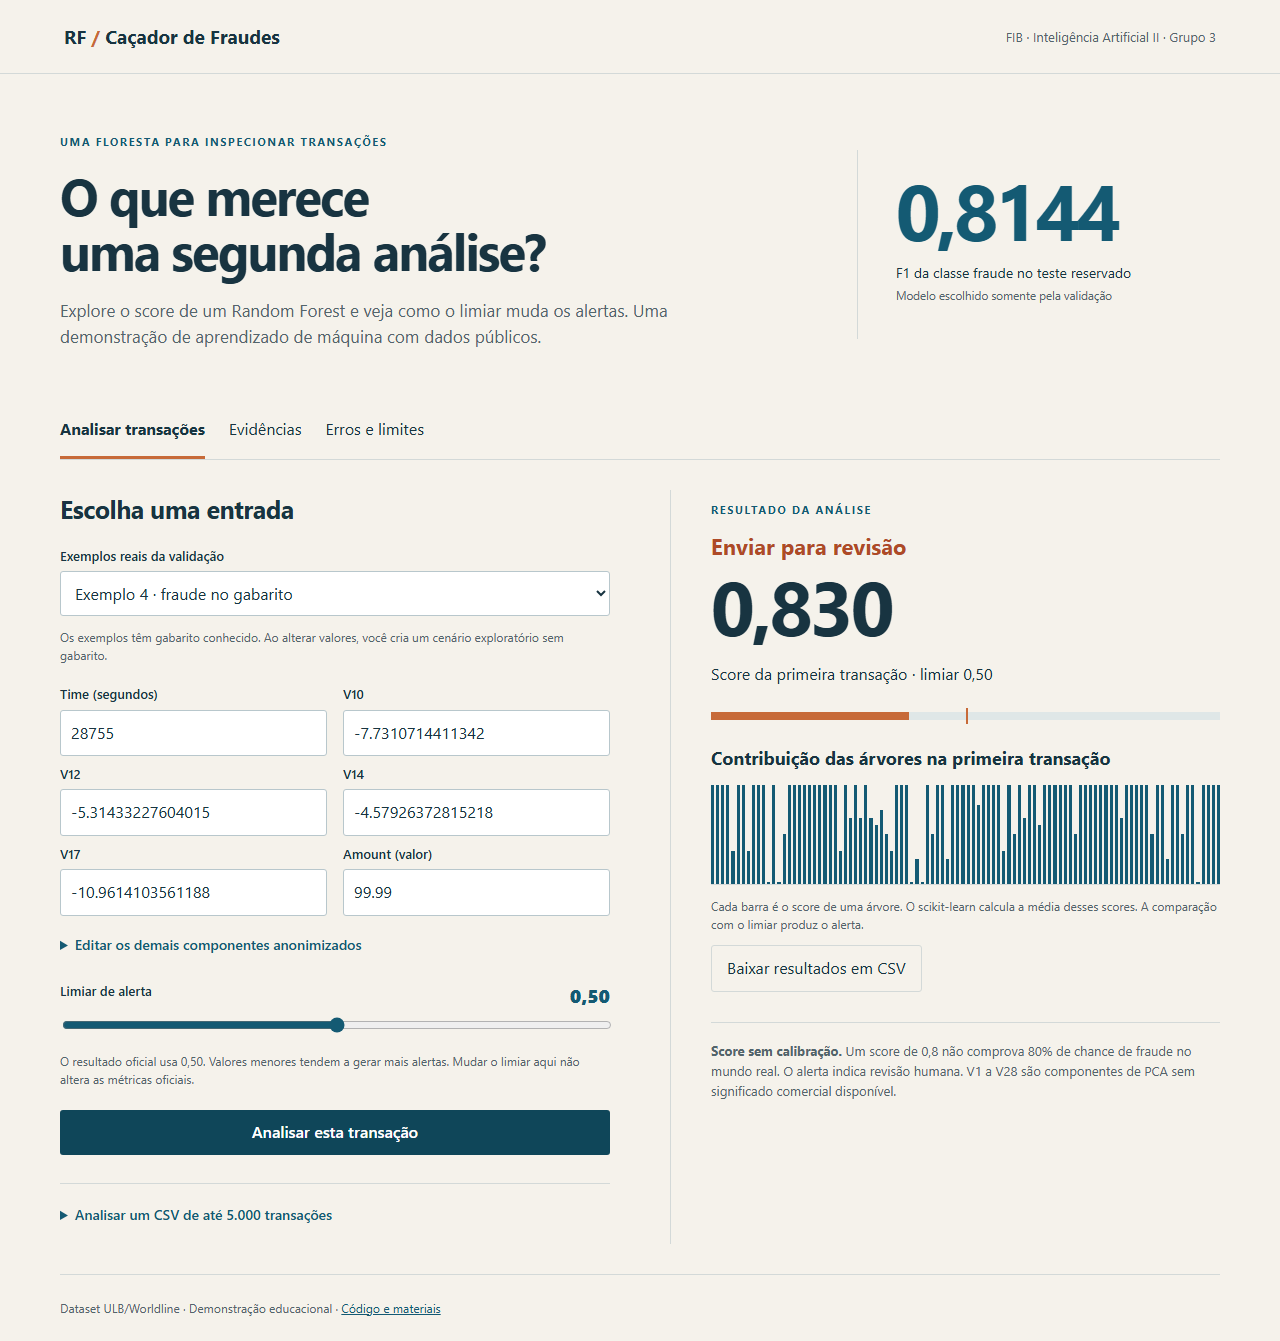 RF / Caçador de Fraudes
FIB · Inteligência Artificial II · Grupo 3
UMA FLORESTA PARA INSPECIONAR TRANSAÇÕES
O que merece
uma segunda análise?
Explore o score de um Random Forest e veja como o limiar muda os alertas. Uma
demonstração de aprendizado de máquina com dados públicos.
0,8144
F1 da classe fraude no teste reservado
Modelo escolhido somente pela validação
Analisar transações
Evidências
Erros e limites
Escolha uma entrada
Exemplos reais da validação
Exemplo 4 · fraude no gabarito
Os exemplos têm gabarito conhecido. Ao alterar valores, você cria um cenário exploratório sem
gabarito.
Time (segundos)
V10
28755
-7.7310714411342
V12
V14
-5.31433227604015
-4.57926372815218
V17
Amount (valor)
-10.9614103561188
99.99
Editar os demais componentes anonimizados
Limiar de alerta
0,50
O resultado oficial usa 0,50. Valores menores tendem a gerar mais alertas. Mudar o limiar aqui não
altera as métricas oficiais.
Analisar esta transação
Analisar um CSV de até 5.000 transações
RESULTADO DA ANÁLISE
Enviar para revisão
0,830
Score da primeira transação · limiar 0,50
Contribuição das árvores na primeira transação
Cada barra é o score de uma árvore. O scikit-learn calcula a média desses scores. A comparação
com o limiar produz o alerta.
Baixar resultados em CSV
Score sem calibração. Um score de 0,8 não comprova 80% de chance de fraude no
mundo real. O alerta indica revisão humana. V1 a V28 são componentes de PCA sem
significado comercial disponível.
Dataset ULB/Worldline · Demonstração educacional · Código e materiais